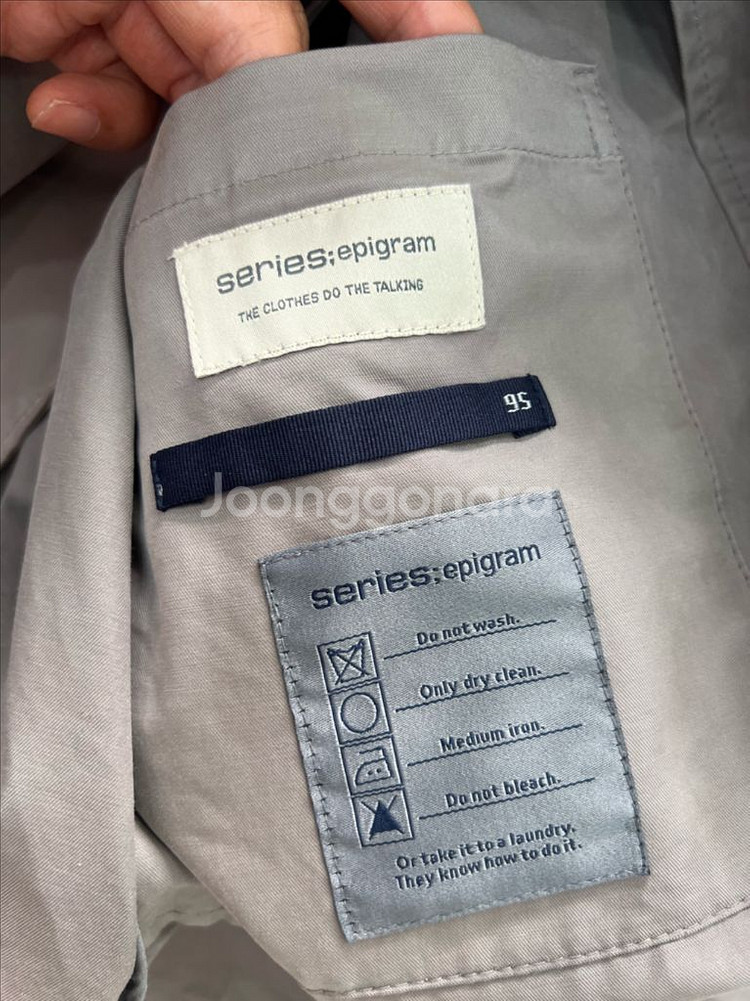 series;epigram
THE CLOTHES DO THE TALKING
95
Joonggonara
series;epigram
Do not wash.
Only dry clean.
Medium iron.
Do not bleach.
Or take it to a laundry.
They know how to do it.